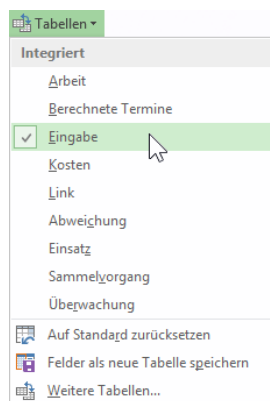 Tabellen
Integriert
Arbeit
Berechnete Termine
Eingabe
Kosten
Link
Abweichung
Einsatz
Sammelvorgang
Überwachung
Auf Standard zurücksetzen
Felder als neue Tabelle speichern
Weitere Tabellen...